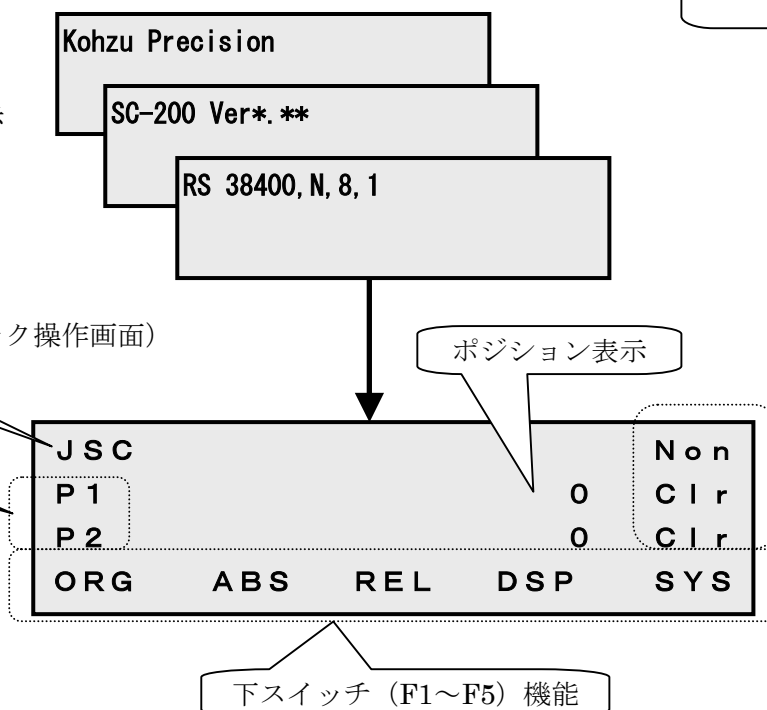 Kohzu Precision
SC-200 Ver*.**
RS 38400,N,8,1
ク操作画面）
ポジション表示
JSC Non
P1 0 Clr
P2 0 Clr
ORG ABS REL DSP SYS
下スイッチ（F1～F5）機能